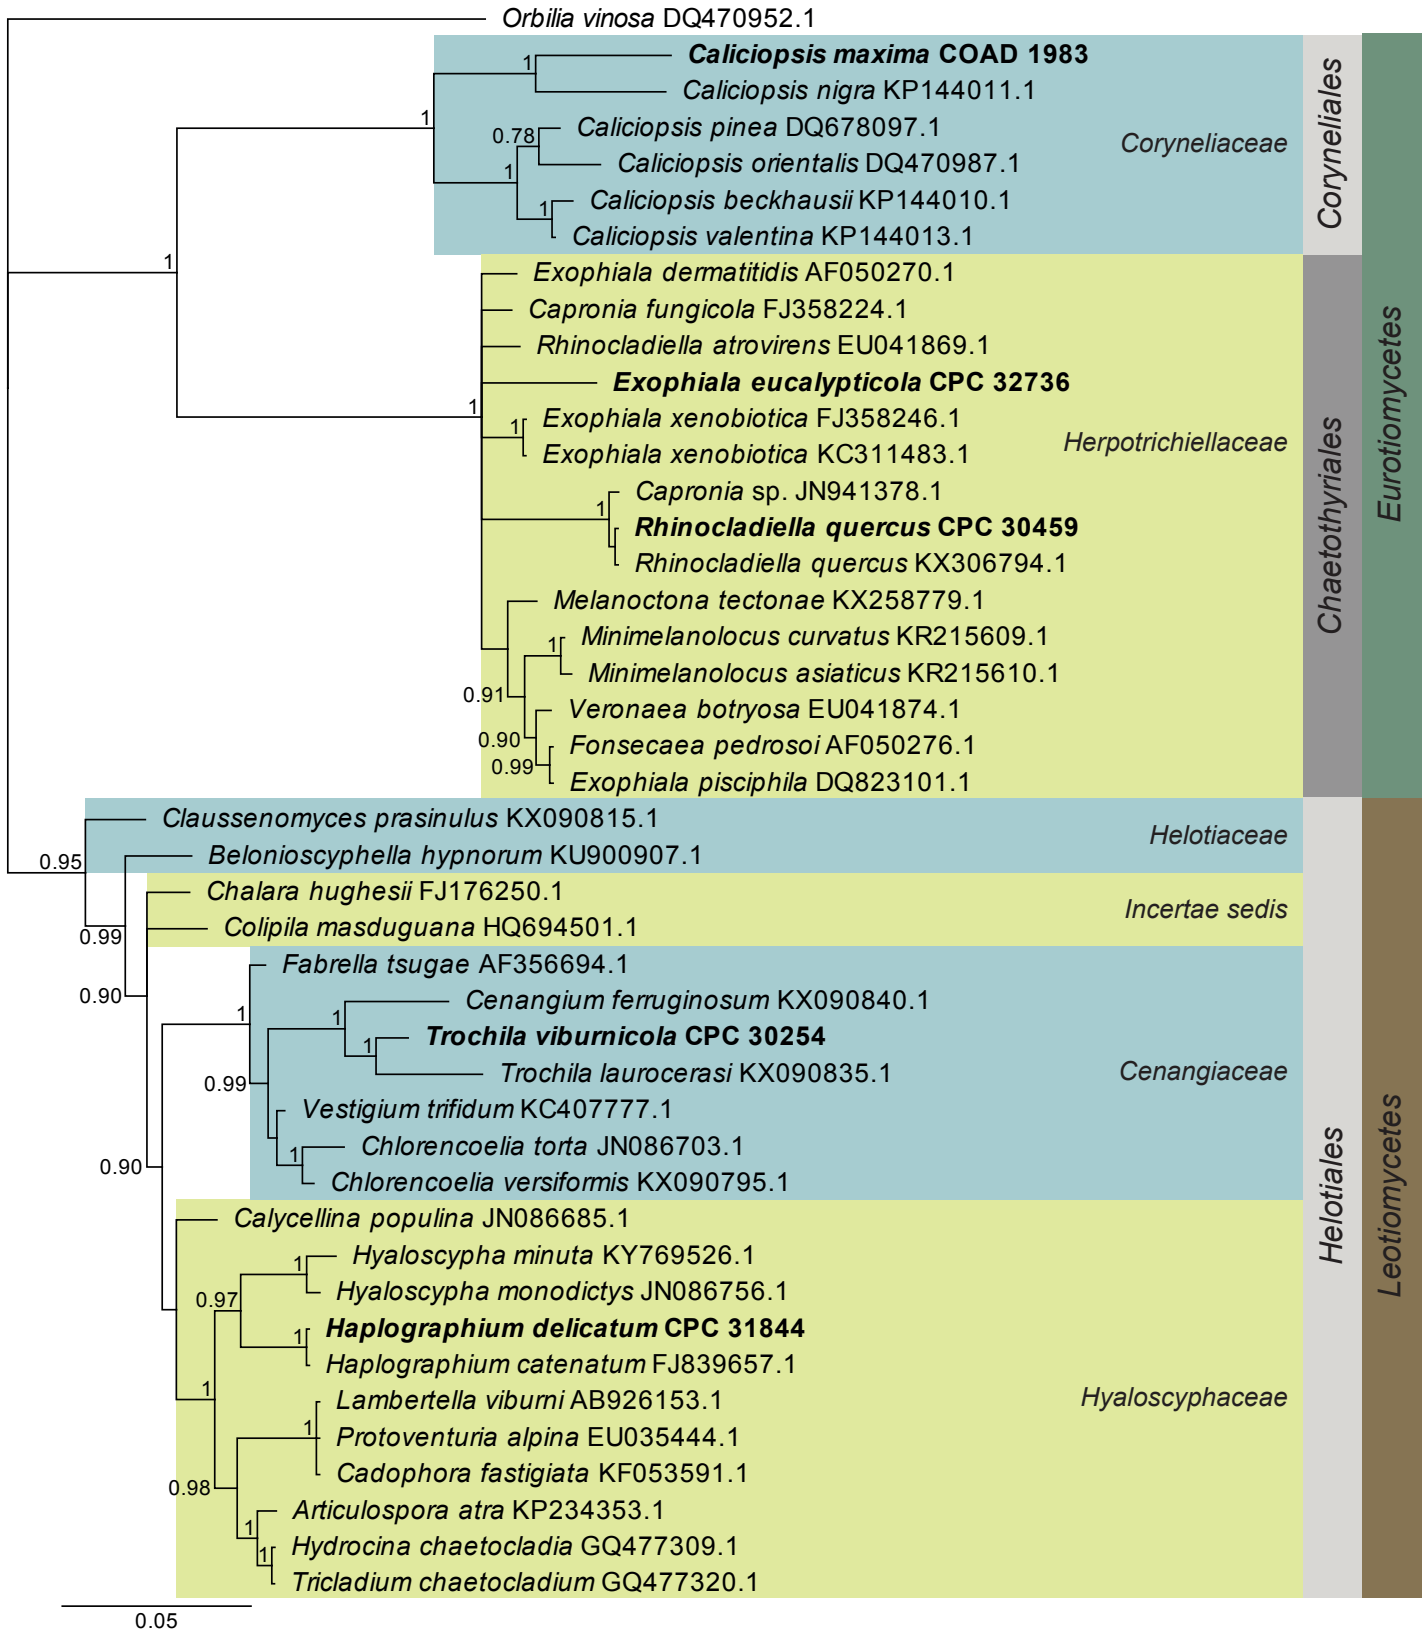 Orbilia vinosa DQ470952.1
Caliciopsis maxima COAD 1983
1
Caliciopsis nigra KP144011.1
1
Caliciopsis pinea DQ678097.1
0.78
Coryneliaceae
Caliciopsis orientalis DQ470987.1
1
Caliciopsis beckhausii KP144010.1
1
Caliciopsis valentina KP144013.1
Coryneliales
1
Exophiala dermatitidis AF050270.1
Capronia fungicola FJ358224.1
Rhinocladiella atrovirens EU041869.1
Exophiala eucalypticola CPC 32736
1
Exophiala xenobiotica FJ358246.1
1
Herpotrichiellaceae
Exophiala xenobiotica KC311483.1
Capronia sp. JN941378.1
1
Rhinocladiella quercus CPC 30459
Rhinocladiella quercus KX306794.1
Chaetothyriales
Eurotiomycetes
Melanoctona tectonae KX258779.1
Minimelanolocus curvatus KR215609.1
1
Minimelanolocus asiaticus KR215610.1
0.91
Veronaea botryosa EU041874.1
0.90
Fonsecaea pedrosoi AF050276.1
0.99
Exophiala pisciphila DQ823101.1
Claussenomyces prasinulus KX090815.1
Helotiaceae
0.95
Belonioscyphella hypnorum KU900907.1
Chalara hughesii FJ176250.1
Incertae sedis
Colipila masduguana HQ694501.1
0.99
Fabrella tsugae AF356694.1
0.90
Cenangium ferruginosum KX090840.1
1
1
Trochila viburnicola CPC 30254
1
Trochila laurocerasi KX090835.1
Cenangiaceae
0.99
Vestigium trifidum KC407777.1
Chlorencoelia torta JN086703.1
1
0.90
Chlorencoelia versiformis KX090795.1
Helotiales
Leotiomycetes
Calycellina populina JN086685.1
Hyaloscypha minuta KY769526.1
1
Hyaloscypha monodictys JN086756.1
0.97
Haplographium delicatum CPC 31844
1
Haplographium catenatum FJ839657.1
1
Lambertella viburni AB926153.1
Hyaloscyphaceae
1
Protoventuria alpina EU035444.1
Cadophora fastigiata KF053591.1
0.98
Articulospora atra KP234353.1
1
Hydrocina chaetocladia GQ477309.1
1
Tricladium chaetocladium GQ477320.1
0.05